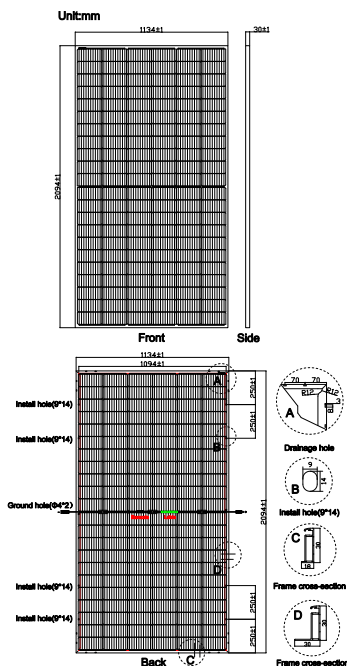 Unit:mm
1134±1
30±1
2094±1
Front
Side
1134±1
1094±1
A
250±1
Install hole(9*14)
250±1
Install hole(9*14)
B
Ground hole(Φ4*2)
2094±1
D
Install hole(9*14)
250±1
Install hole(9*14)
250±1
C
Back
70 70
R12
R12
A
Drainage hole
9
14
B
Install hole(9*14)
C
30
18
Frame cross-section
D
30
30
Frame cross-section